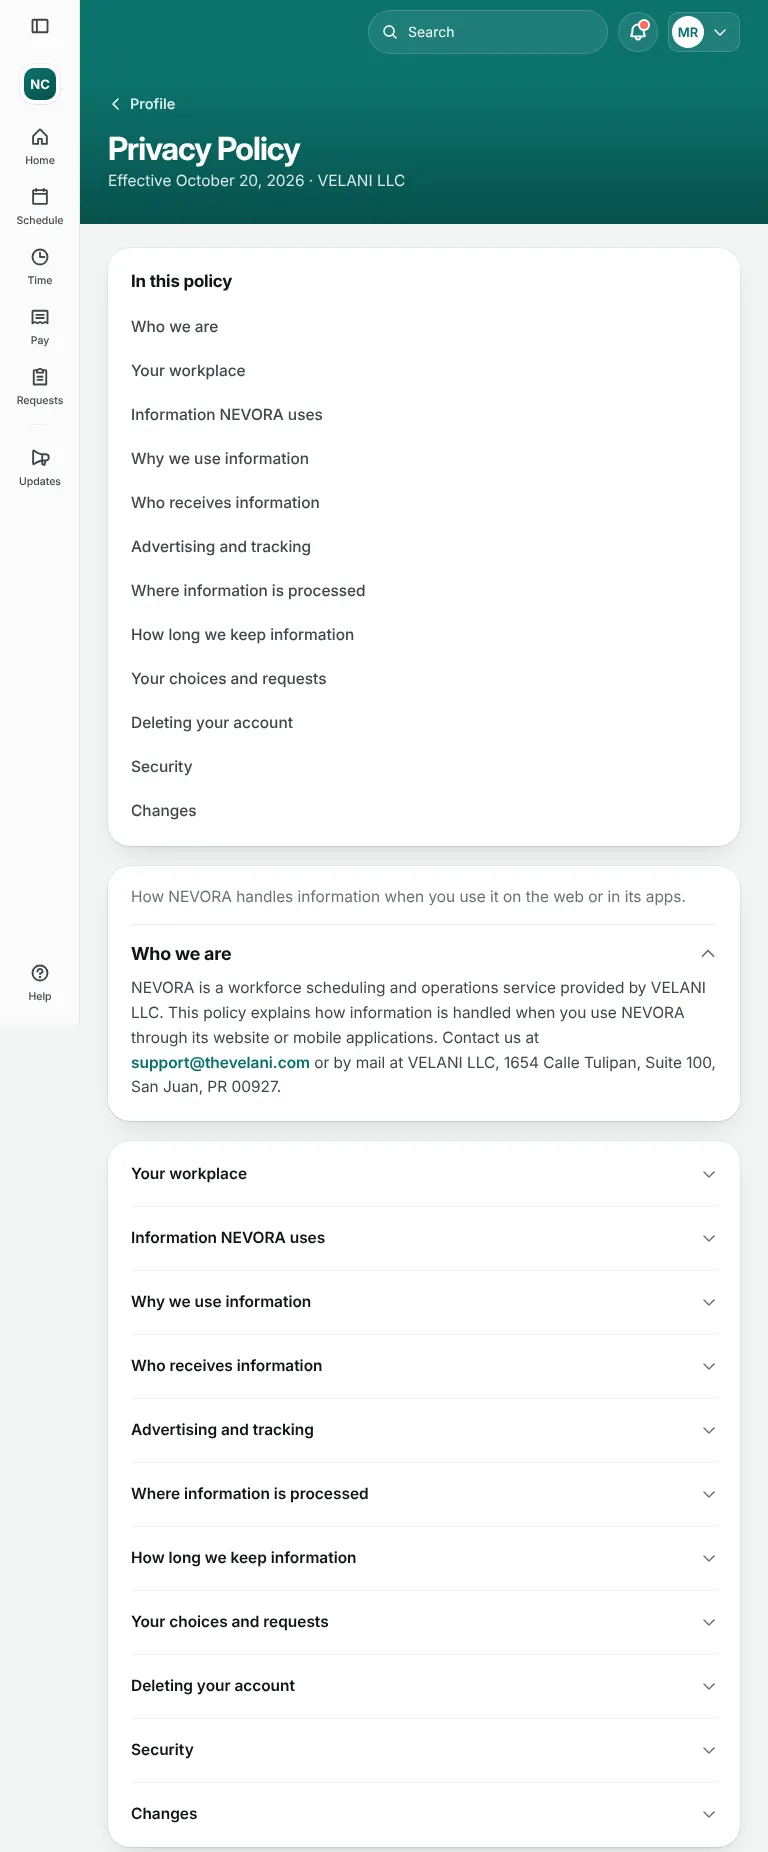 Search
MR
NC
Home
Schedule
Time
Pay
Requests
Updates
Help
Profile
Privacy Policy
Effective October 20, 2026 · VELANI LLC
In this policy
Who we are
Your workplace
Information NEVORA uses
Why we use information
Who receives information
Advertising and tracking
Where information is processed
How long we keep information
Your choices and requests
Deleting your account
Security
Changes
How NEVORA handles information when you use it on the web or in its apps.
Who we are
NEVORA is a workforce scheduling and operations service provided by VELANI
LLC. This policy explains how information is handled when you use NEVORA
through its website or mobile applications. Contact us at
support@thevelani.com or by mail at VELANI LLC, 1654 Calle Tulipan, Suite 100,
San Juan, PR 00927.
Your workplace
Information NEVORA uses
Why we use information
Who receives information
Advertising and tracking
Where information is processed
How long we keep information
Your choices and requests
Deleting your account
Security
Changes